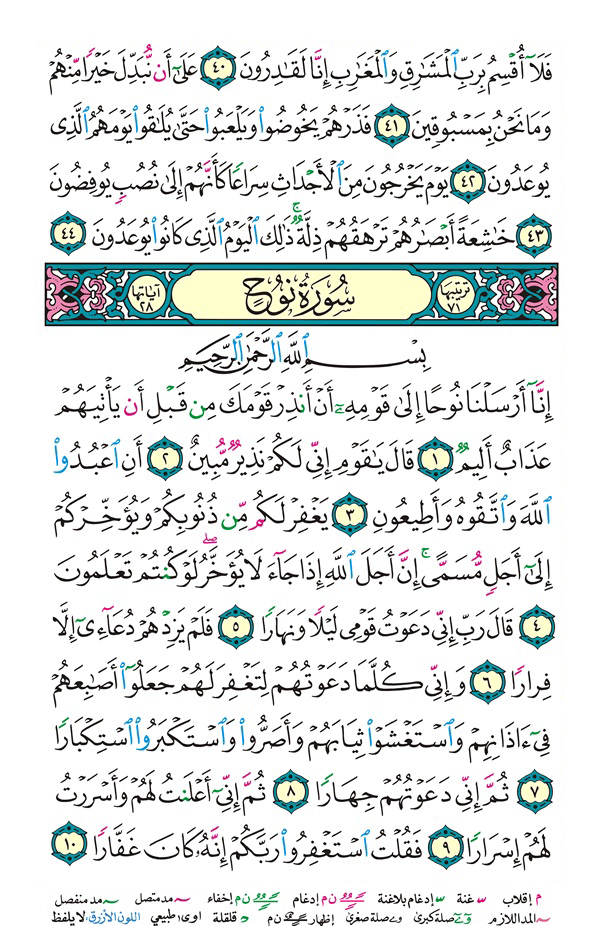 فَلَآ أُقْسِمُ بِرَبِّ ٱلْمَشَٰرِقِ وَٱلْمَغَٰرِبِ إِنَّا لَقَٰدِرُونَ ٤٠ عَلَىٰٓ أَن نُّبَدِّلَ خَيْرًا مِّنْهُمْ
وَمَا نَحْنُ بِمَسْبُوقِينَ ٤١ فَذَرْهُمْ يَخُوضُوا۟ وَيَلْعَبُوا۟ حَتَّىٰ يُلَٰقُوا۟ يَوْمَهُمُ ٱلَّذِى
يُوعَدُونَ ٤٢ يَوْمَ يَخْرُجُونَ مِنَ ٱلْأَجْدَاثِ سِرَاعًا كَأَنَّهُمْ إِلَىٰ نُصُبٍ يُوفِضُونَ
٤٣ خَٰشِعَةً أَبْصَٰرُهُمْ تَرْهَقُهُمْ ذِلَّةٌ ۚ ذَٰلِكَ ٱلْيَوْمُ ٱلَّذِى كَانُوا۟ يُوعَدُونَ ٤٤
ترتيبها ٧١ سُورَةُ نُوحٍ آياتها ٢٨
بِسْمِ ٱللَّهِ ٱلرَّحْمَٰنِ ٱلرَّحِيمِ
إِنَّآ أَرْسَلْنَا نُوحًا إِلَىٰ قَوْمِهِۦٓ أَنْ أَنذِرْ قَوْمَكَ مِن قَبْلِ أَن يَأْتِيَهُمْ
عَذَابٌ أَلِيمٌ ١ قَالَ يَٰقَوْمِ إِنِّى لَكُمْ نَذِيرٌ مُّبِينٌ ٢ أَنِ ٱعْبُدُوا۟
ٱللَّهَ وَٱتَّقُوهُ وَأَطِيعُونِ ٣ يَغْفِرْ لَكُم مِّن ذُنُوبِكُمْ وَيُؤَخِّرْكُمْ
إِلَىٰٓ أَجَلٍ مُّسَمًّى ۚ إِنَّ أَجَلَ ٱللَّهِ إِذَا جَآءَ لَا يُؤَخَّرُ ۖ لَوْ كُنتُمْ تَعْلَمُونَ
٤ قَالَ رَبِّ إِنِّى دَعَوْتُ قَوْمِى لَيْلًا وَنَهَارًا ٥ فَلَمْ يَزِدْهُمْ دُعَآءِىٓ إِلَّا
فِرَارًا ٦ وَإِنِّى كُلَّمَا دَعَوْتُهُمْ لِتَغْفِرَ لَهُمْ جَعَلُوٓا۟ أَصَٰبِعَهُمْ
فِىٓ ءَاذَانِهِمْ وَٱسْتَغْشَوْا۟ ثِيَابَهُمْ وَأَصَرُّوا۟ وَٱسْتَكْبَرُوا۟ ٱسْتِكْبَارًا
٧ ثُمَّ إِنِّى دَعَوْتُهُمْ جِهَارًا ٨ ثُمَّ إِنِّىٓ أَعْلَنتُ لَهُمْ وَأَسْرَرْتُ
لَهُمْ إِسْرَارًا ٩ فَقُلْتُ ٱسْتَغْفِرُوا۟ رَبَّكُمْ إِنَّهُۥ كَانَ غَفَّارًا ١٠
م إقلاب غنة إدغام بلاغنة ن م إدغام ن م إخفاء مد متصل مد منفصل
المد اللازم صلة كبرى صلة صغرى إظهار ن م قلقلة اوى: طبيعي اللون الأزرق: لا يلفظ